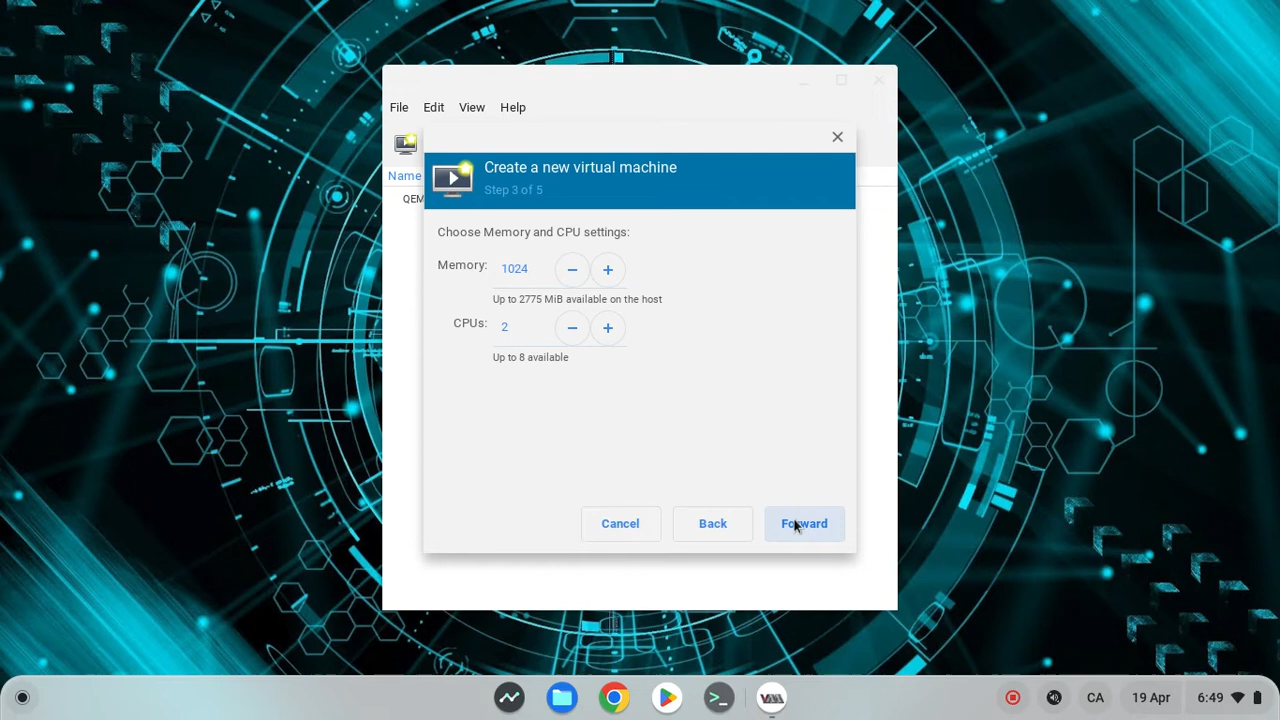 File Edit View Help
Create a new virtual machine
Step 3 of 5
Name
QEM
Choose Memory and CPU settings:
Memory: 1024
Up to 2775 MiB available on the host
CPUs: 2
Up to 8 available
Cancel Back Forward
CA 19 Apr 6:49